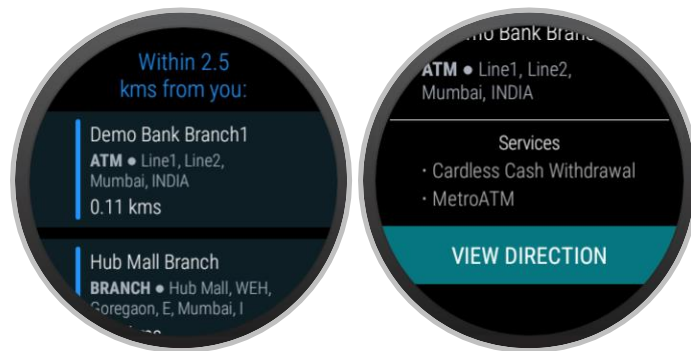 Within 2.5
kms from you:
Demo Bank Branch1
ATM ● Line1, Line2,
Mumbai, INDIA
0.11 kms
Hub Mall Branch
BRANCH ● Hub Mall, WEH,
Goregaon, E, Mumbai, I
Bank
ATM ● Line1, Line2,
Mumbai, INDIA
Services
· Cardless Cash Withdrawal
· MetroATM
VIEW DIRECTION